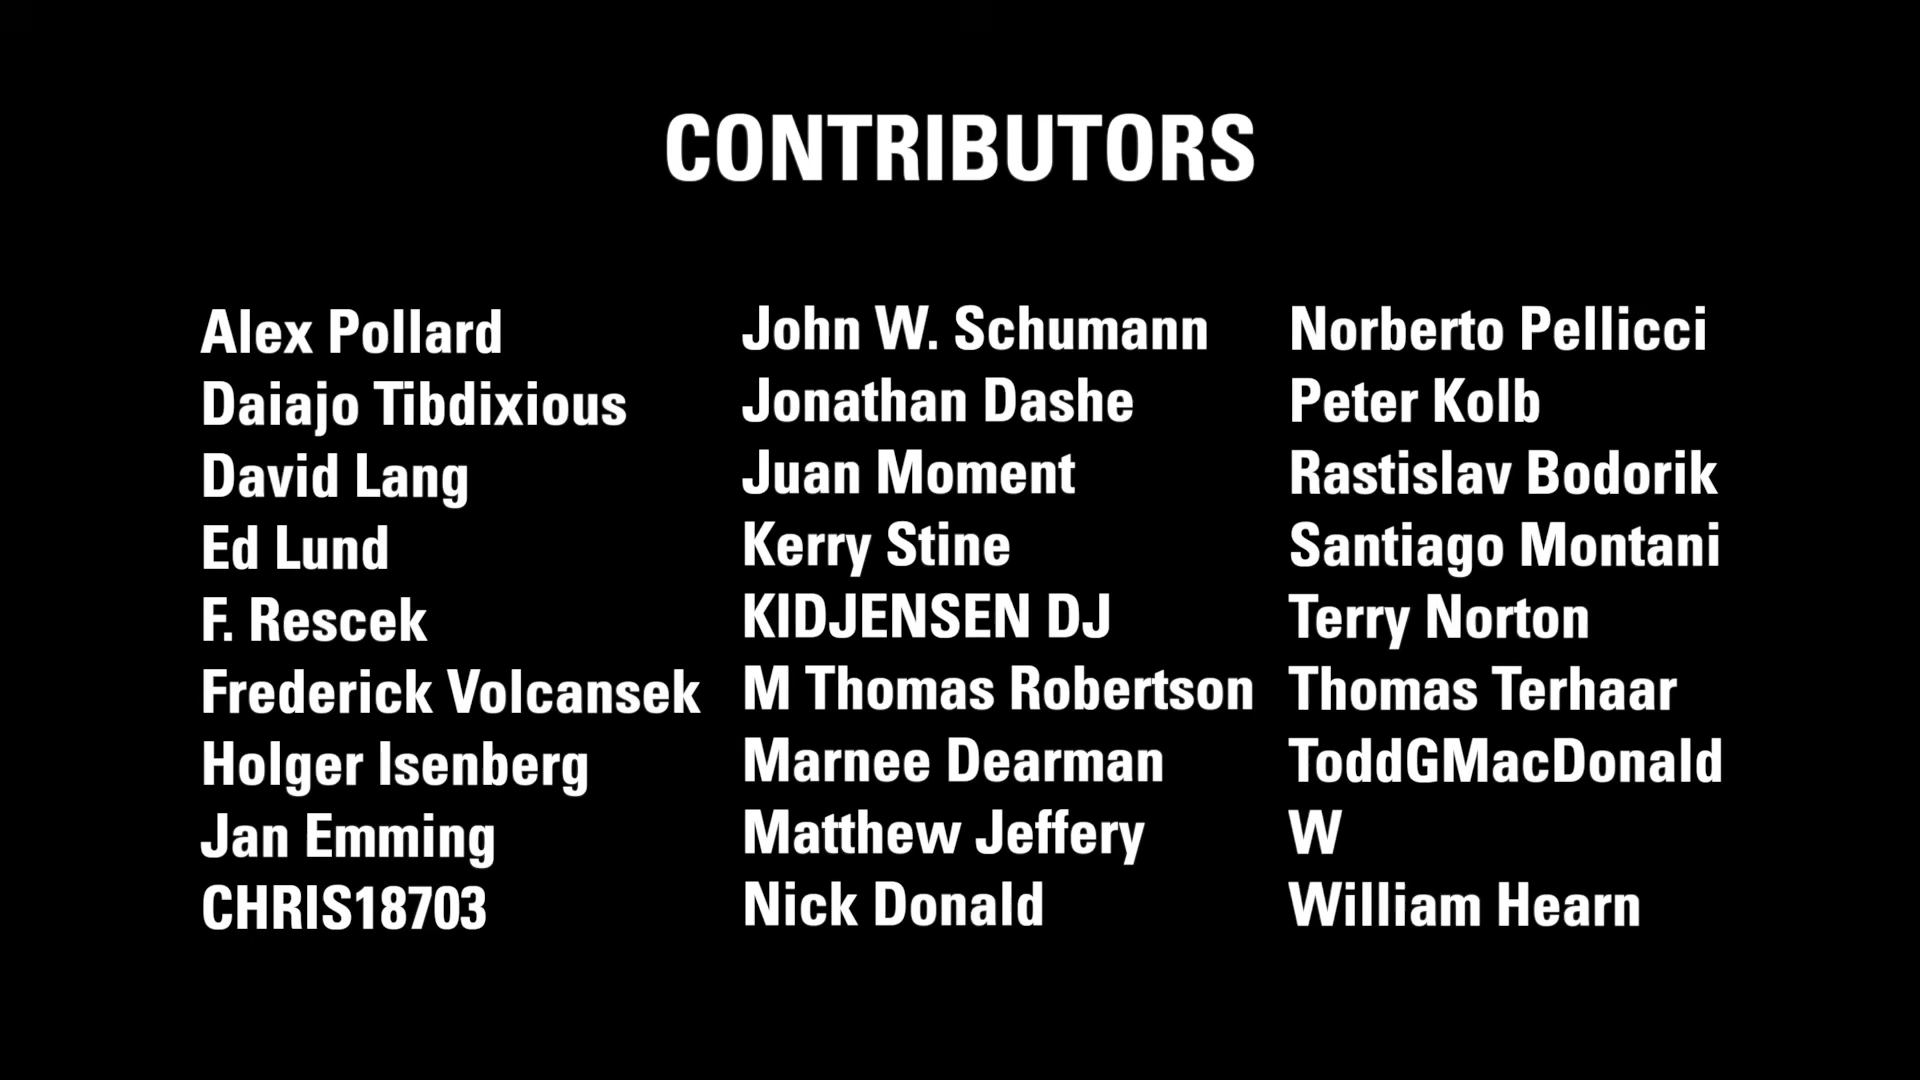 CONTRIBUTORS
Alex Pollard
Daiajo Tibdixious
David Lang
Ed Lund
F. Rescek
Frederick Volcansek
Holger Isenberg
Jan Emming
CHRIS18703
John W. Schumann
Jonathan Dashe
Juan Moment
Kerry Stine
KIDJENSEN DJ
M Thomas Robertson
Marnee Dearman
Matthew Jeffery
Nick Donald
Norberto Pellicci
Peter Kolb
Rastislav Bodorik
Santiago Montani
Terry Norton
Thomas Terhaar
ToddGMacDonald
W
William Hearn